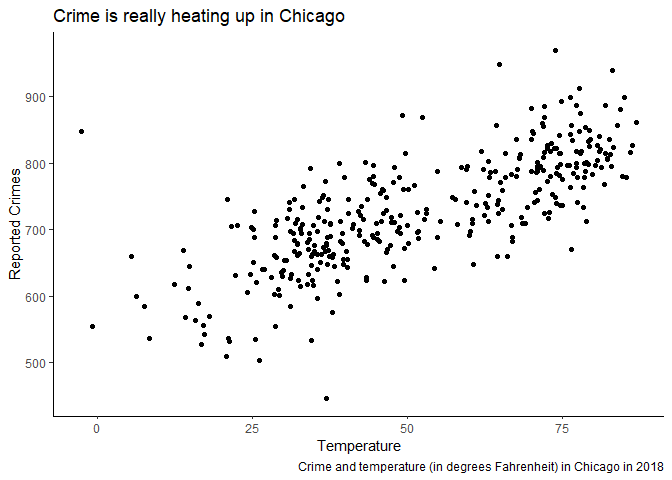 Crime is really heating up in Chicago
Reported Crimes
900
800
700
600
500
0 25 50 75
Temperature
Crime and temperature (in degrees Fahrenheit) in Chicago in 2018